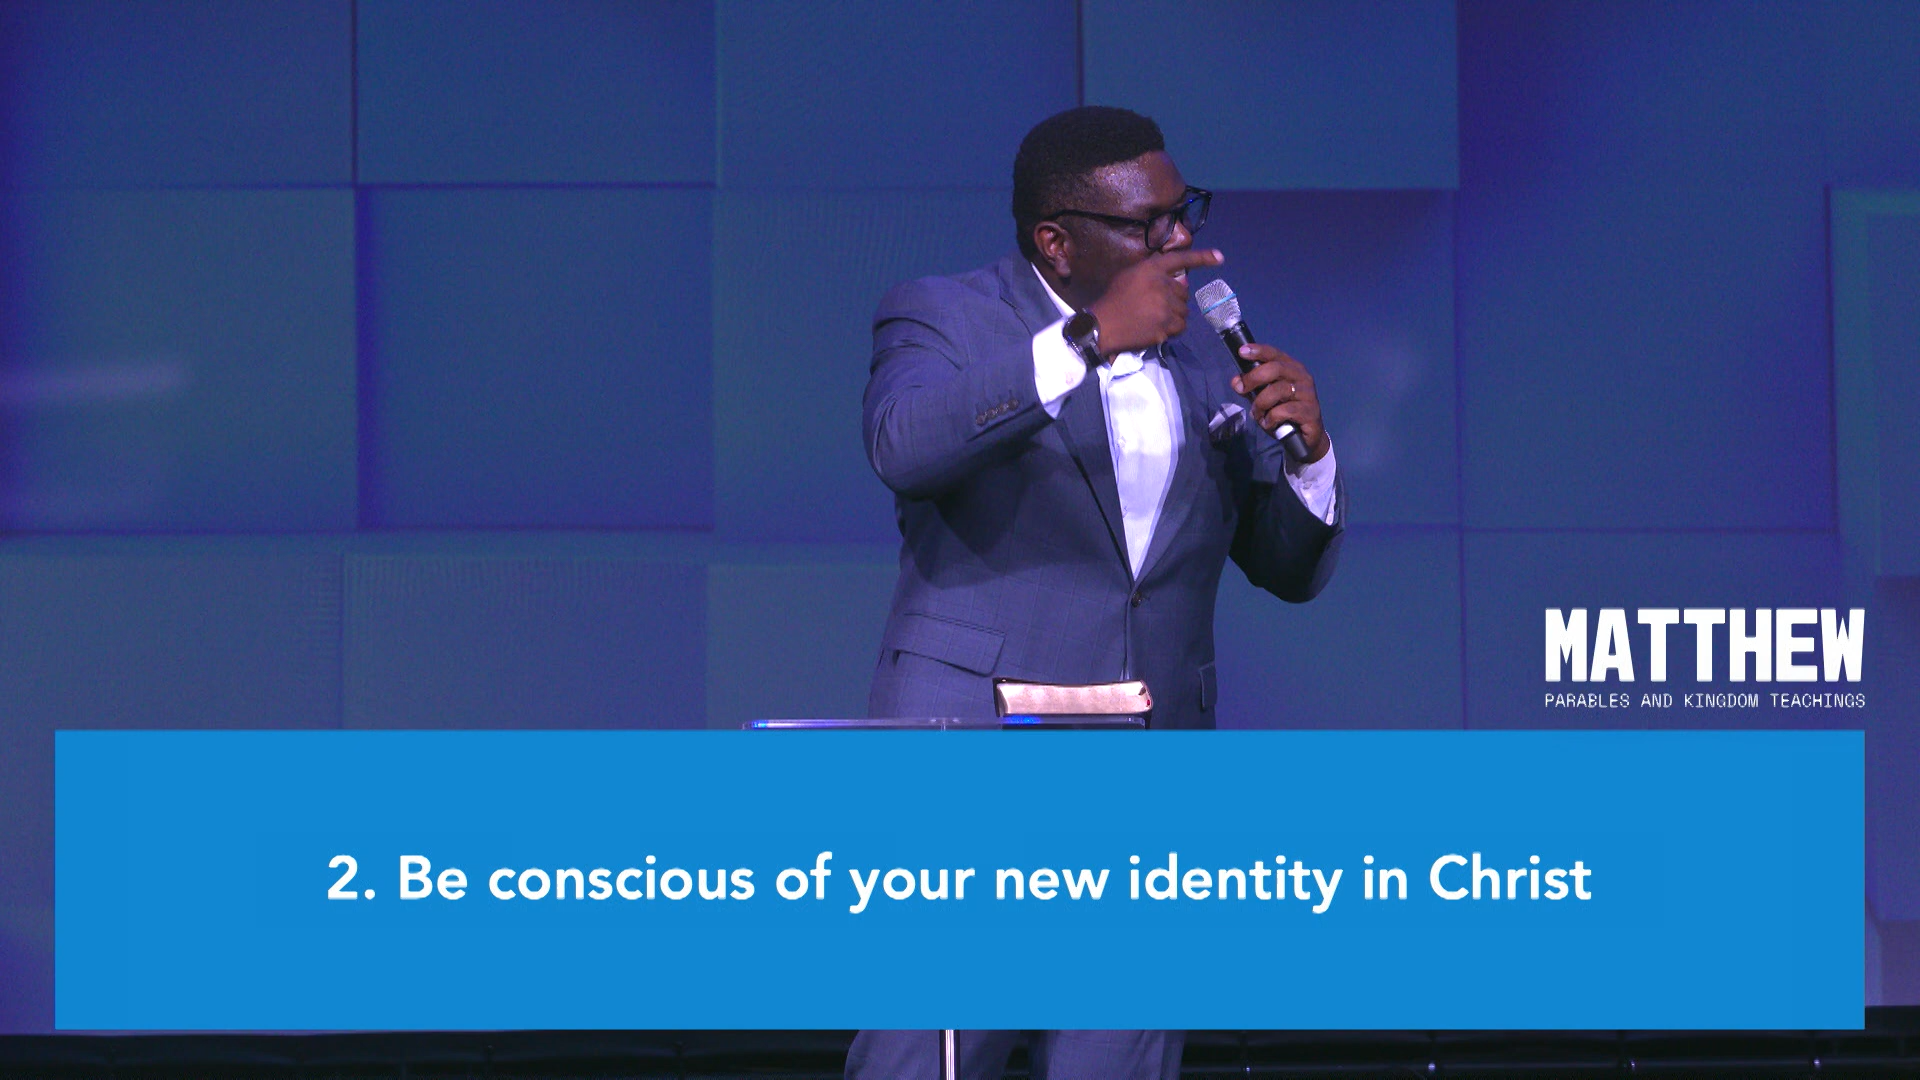 MATTHEW
PARABLES AND KINGDOM TEACHINGS
2. Be conscious of your new identity in Christ